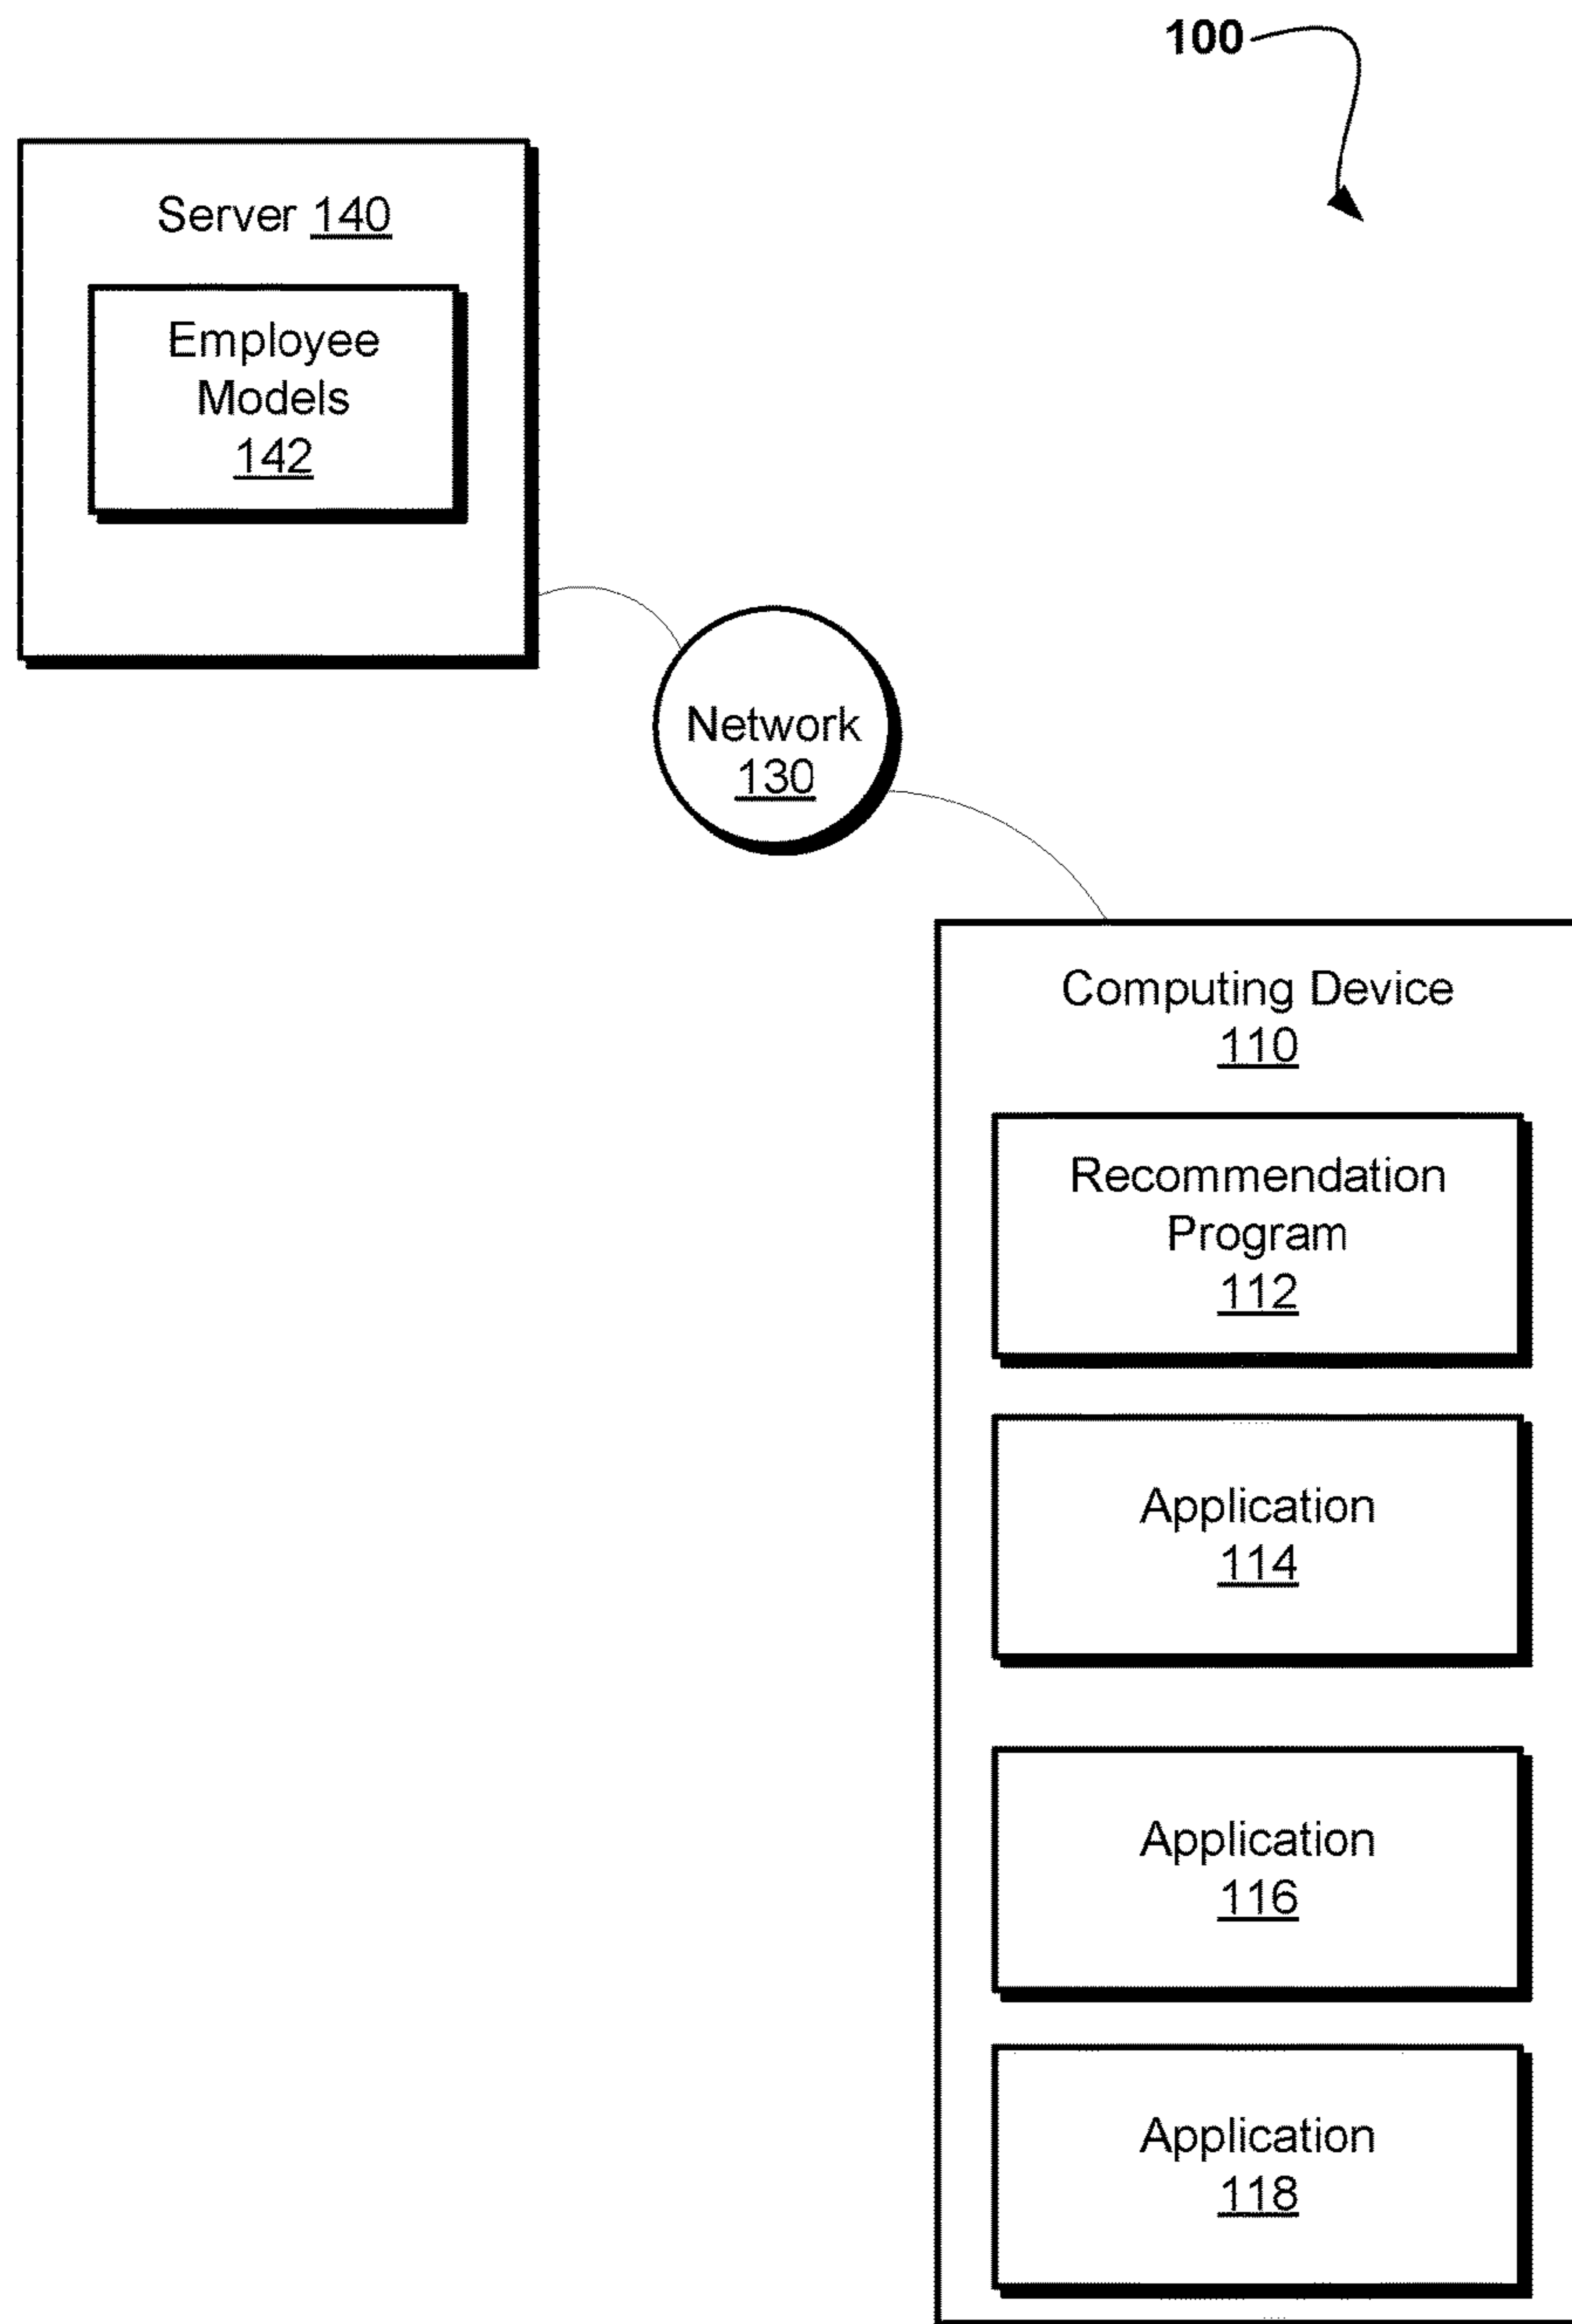 100
Server 140
Employee
Models
142
Network
130
Computing Device
110
Recommendation
Program
112
Application
114
Application
116
Application
118